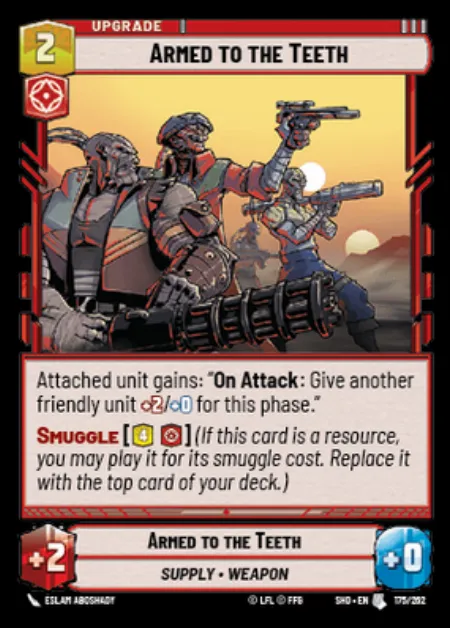 UPGRADE
2
ARMED TO THE TEETH
Attached unit gains: "On Attack: Give another
friendly unit +2/+0 for this phase."
SMUGGLE [4] (If this card is a resource,
you may play it for its smuggle cost. Replace it
with the top card of your deck.)
+2
ARMED TO THE TEETH
+0
SUPPLY • WEAPON
ESLAM ABOSHADY
© LFL © FFG
SHD • EN
175/262